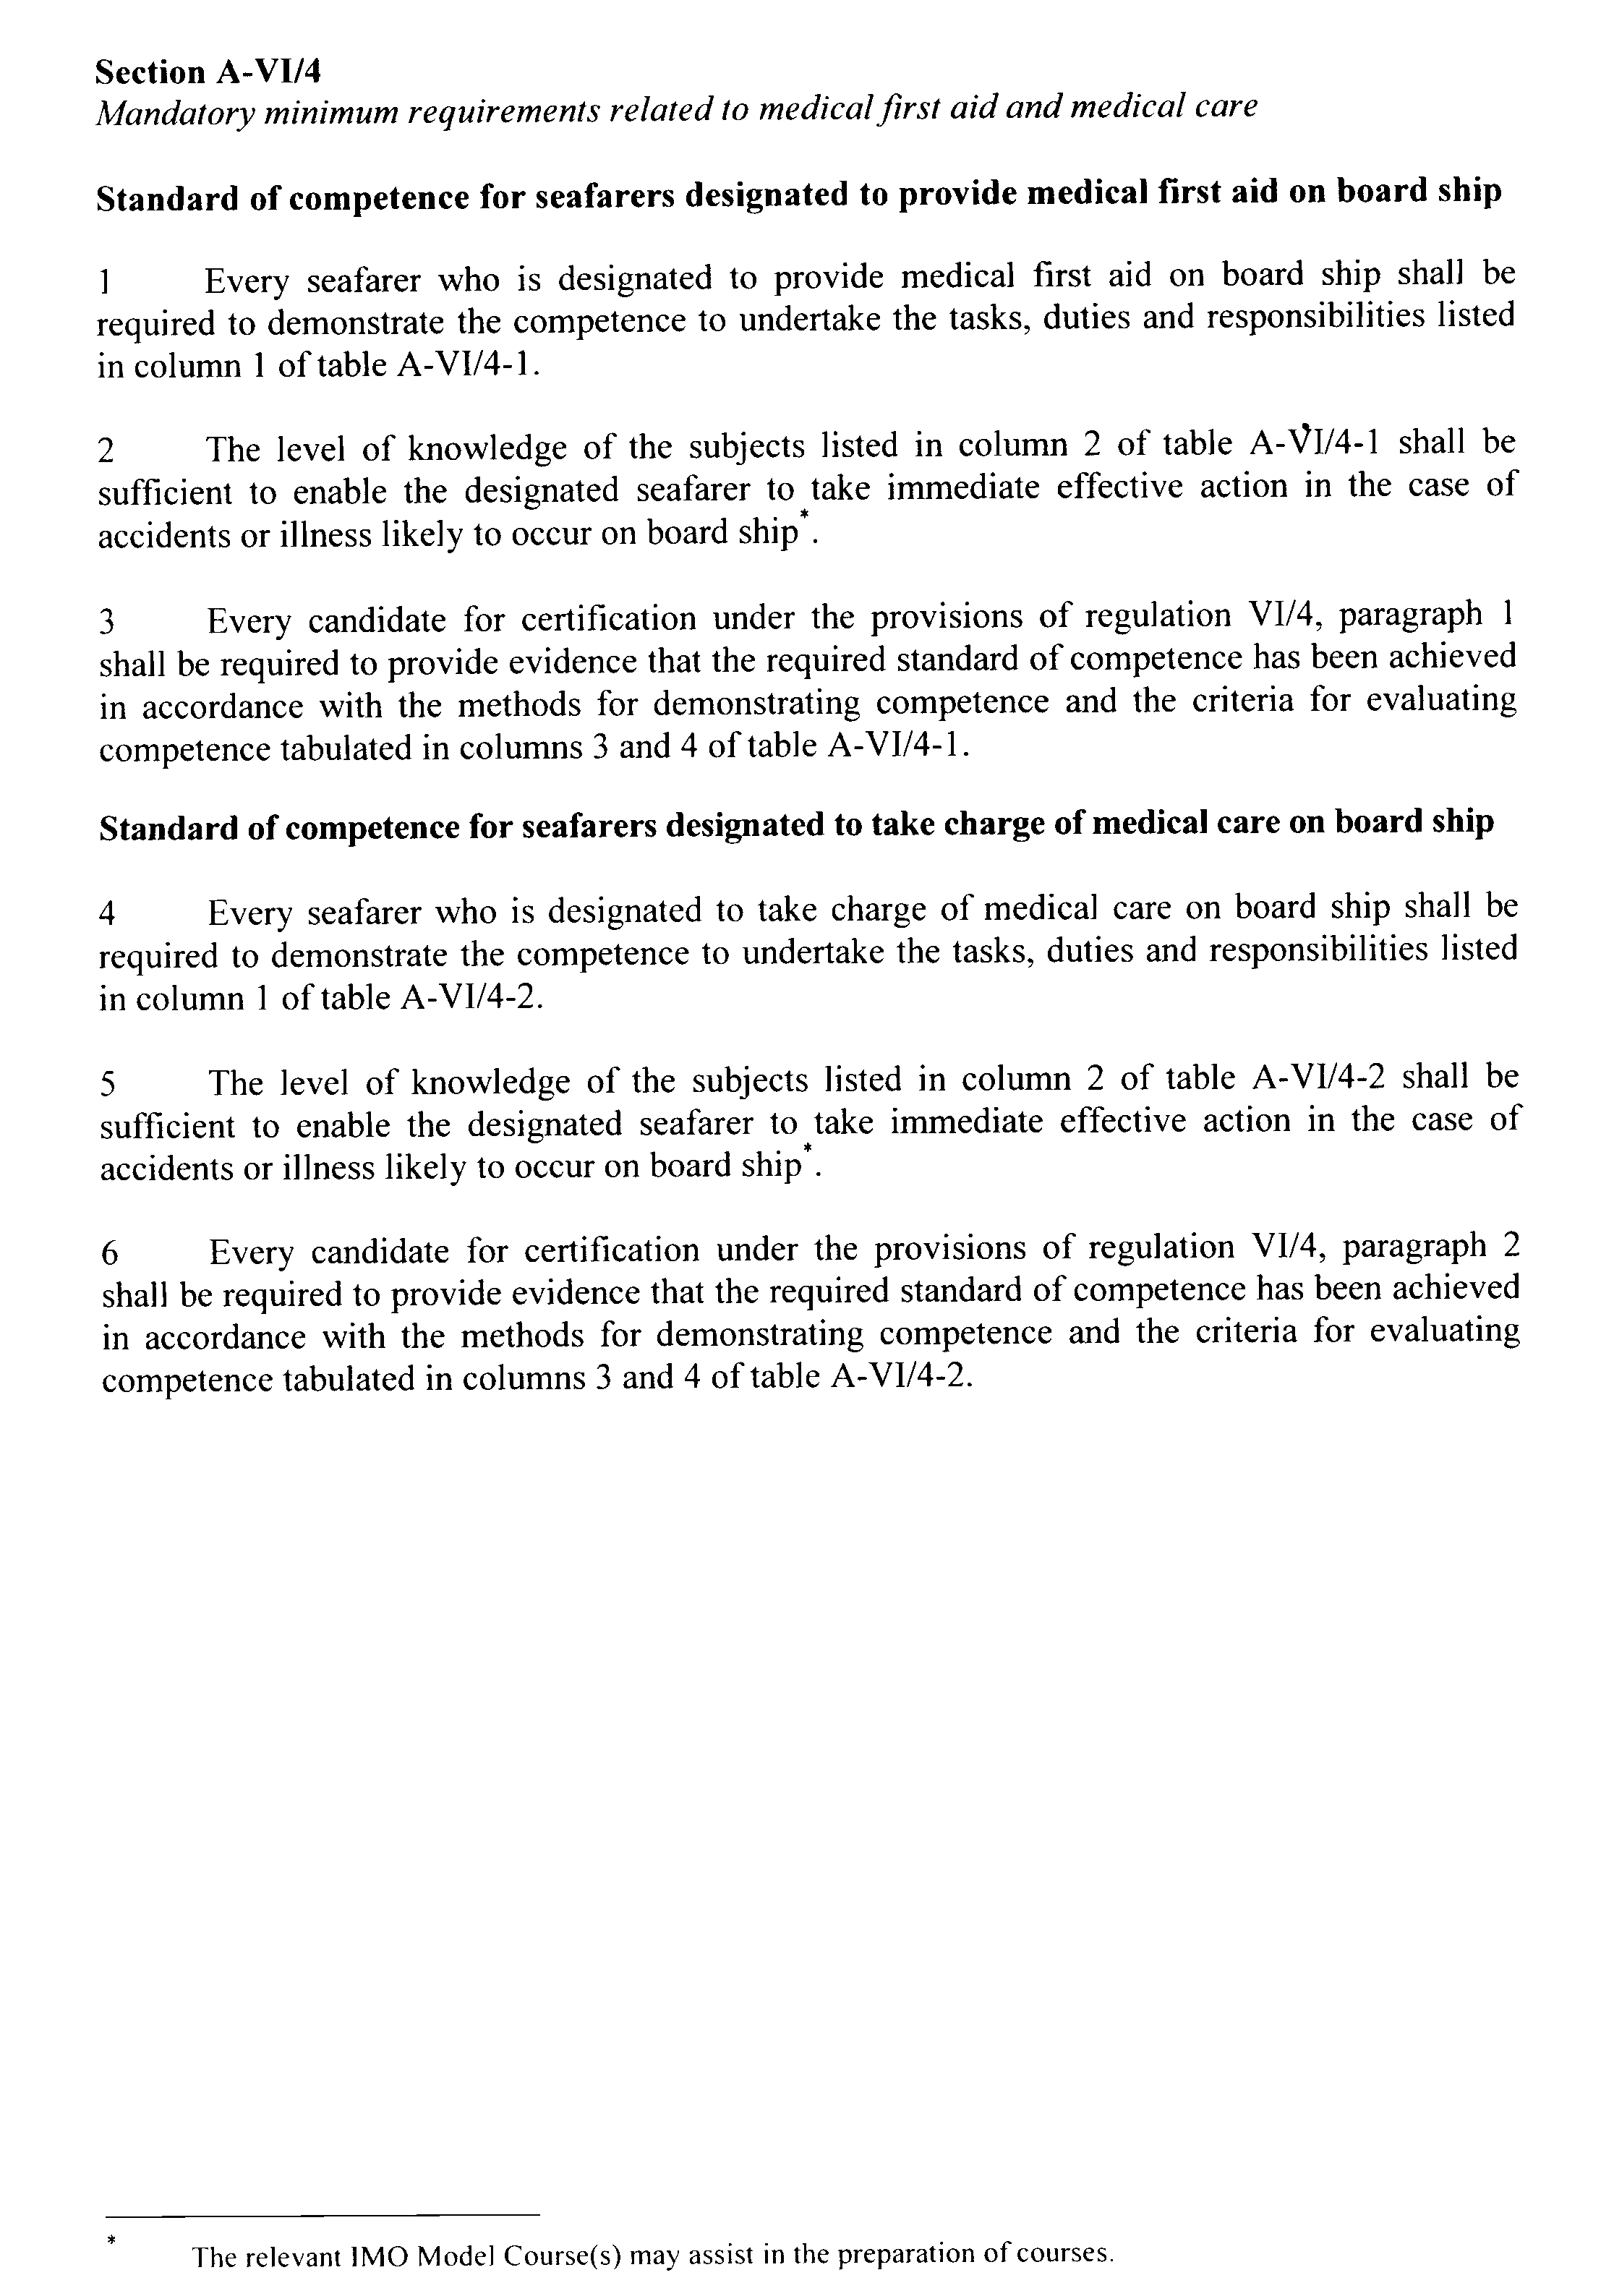 Section A-VI/4
Mandatory minimum requirements related to medical first aid and medical care
Standard of competence for seafarers designated to provide medical first aid on board ship
1 Every seafarer who is designated to provide medical first aid on board ship shall be
required to demonstrate the competence to undertake the tasks, duties and responsibilities listed
in column 1 of table A-VI/4-1.
2 The level of knowledge of the subjects listed in column 2 of table A-VI/4-1 shall be
sufficient to enable the designated seafarer to take immediate effective action in the case of
accidents or illness likely to occur on board ship*.
3 Every candidate for certification under the provisions of regulation VI/4, paragraph 1
shall be required to provide evidence that the required standard of competence has been achieved
in accordance with the methods for demonstrating competence and the criteria for evaluating
competence tabulated in columns 3 and 4 of table A-VI/4-1.
Standard of competence for seafarers designated to take charge of medical care on board ship
4 Every seafarer who is designated to take charge of medical care on board ship shall be
required to demonstrate the competence to undertake the tasks, duties and responsibilities listed
in column 1 of table A-VI/4-2.
5 The level of knowledge of the subjects listed in column 2 of table A-VI/4-2 shall be
sufficient to enable the designated seafarer to take immediate effective action in the case of
accidents or illness likely to occur on board ship*.
6 Every candidate for certification under the provisions of regulation VI/4, paragraph 2
shall be required to provide evidence that the required standard of competence has been achieved
in accordance with the methods for demonstrating competence and the criteria for evaluating
competence tabulated in columns 3 and 4 of table A-VI/4-2.
* The relevant IMO Model Course(s) may assist in the preparation of courses.